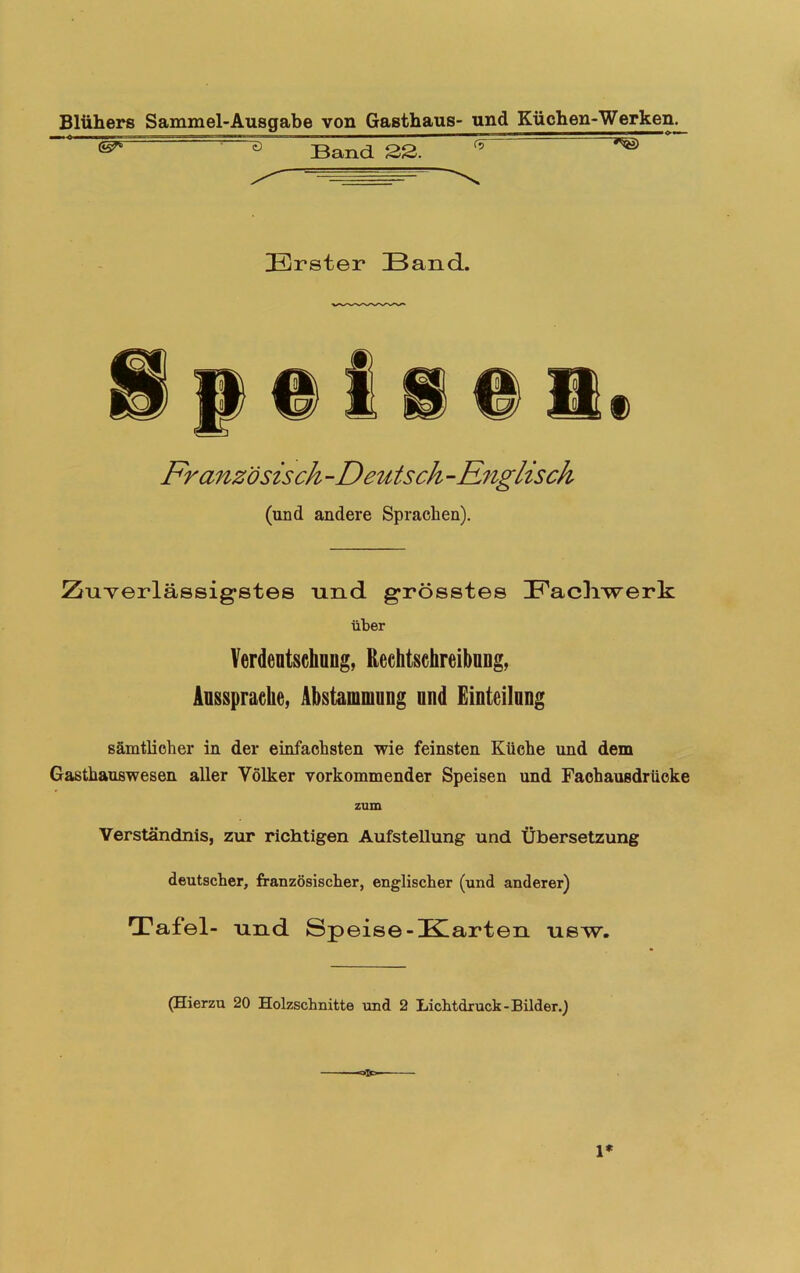 Blühers Sammel-Ausgabe von Gasthaus- und Küchen-Werken.
Band 22.
Erster Band.
Speisen.
Französisch-Deutsch-Englisch
(und andere Sprachen).
Zuverlässigstes und grösstes Fachwerk
über
Verdeutschung, Rechtschreibung,
Aussprache, Abstammung und Einteilung
sämtlicher in der einfachsten wie feinsten Küche und dem
Gasthauswesen aller Völker vorkommender Speisen und Fachausdrücke
zum
Verständnis, zur richtigen Aufstellung und Übersetzung
deutscher, französischer, englischer (und anderer)
Tafel- und Speise-Karten usw.
(Hierzu 20 Holzschnitte und 2 Lichtdruck-Bilder.)
1*